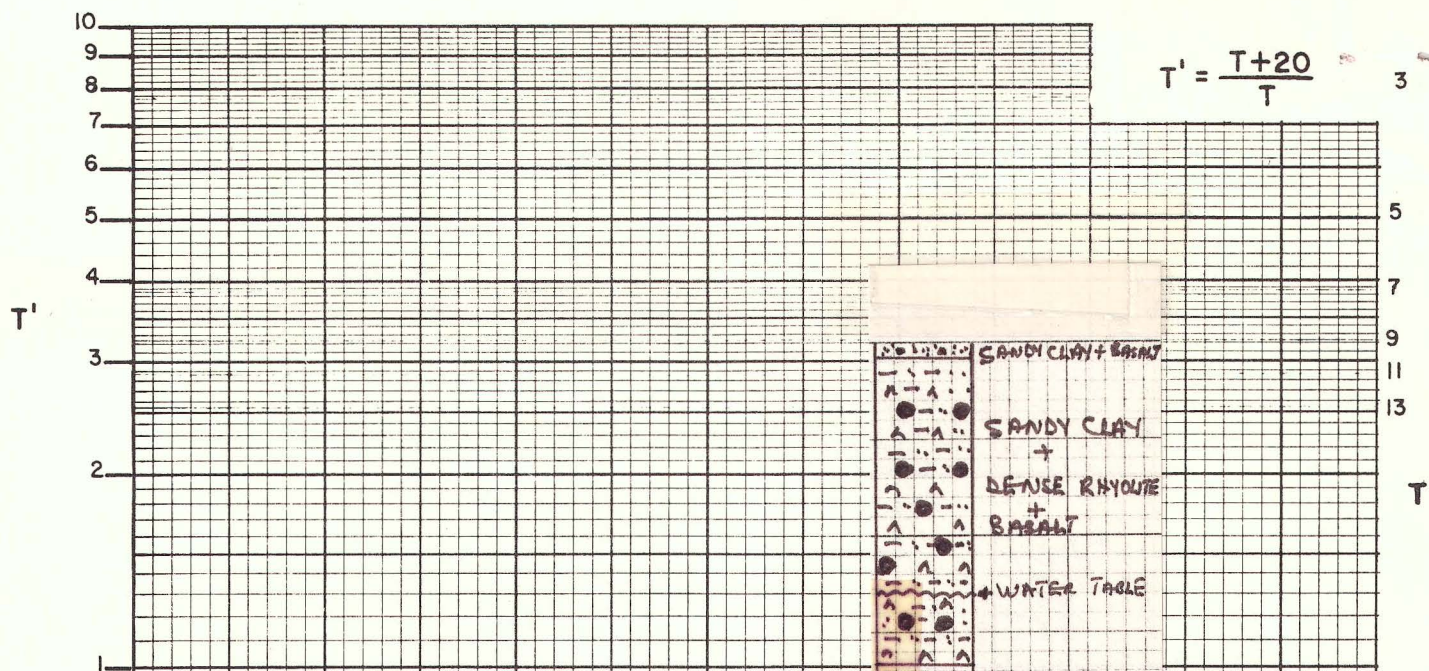 10
9
8
7
6
5
4
3
2
1
T'
T' = T+20 / T
3
5
7
9
11
13
T
SANDY CLAY + BASALT
SANDY CLAY
+
DENSE RHYOLITE
+
BASALT
WATER TABLE